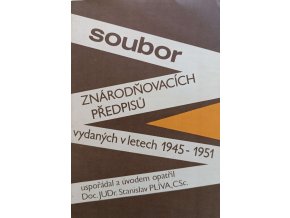 soubor
ZNÁRODŇOVACÍCH
PŘEDPISŮ
vydaných v letech 1945 - 1951
uspořádal a úvodem opatřil
Doc. JUDr. Stanislav PLÍVA, CSc.